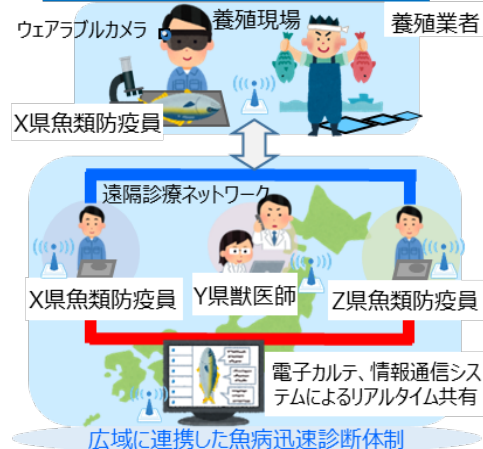 ウェアラブルカメラ
養殖現場
養殖業者
X県魚類防疫員
遠隔診療ネットワーク
X県魚類防疫員
Y県獣医師
Z県魚類防疫員
電子カルテ、情報通信シス
テムによるリアルタイム共有
広域に連携した魚病迅速診断体制